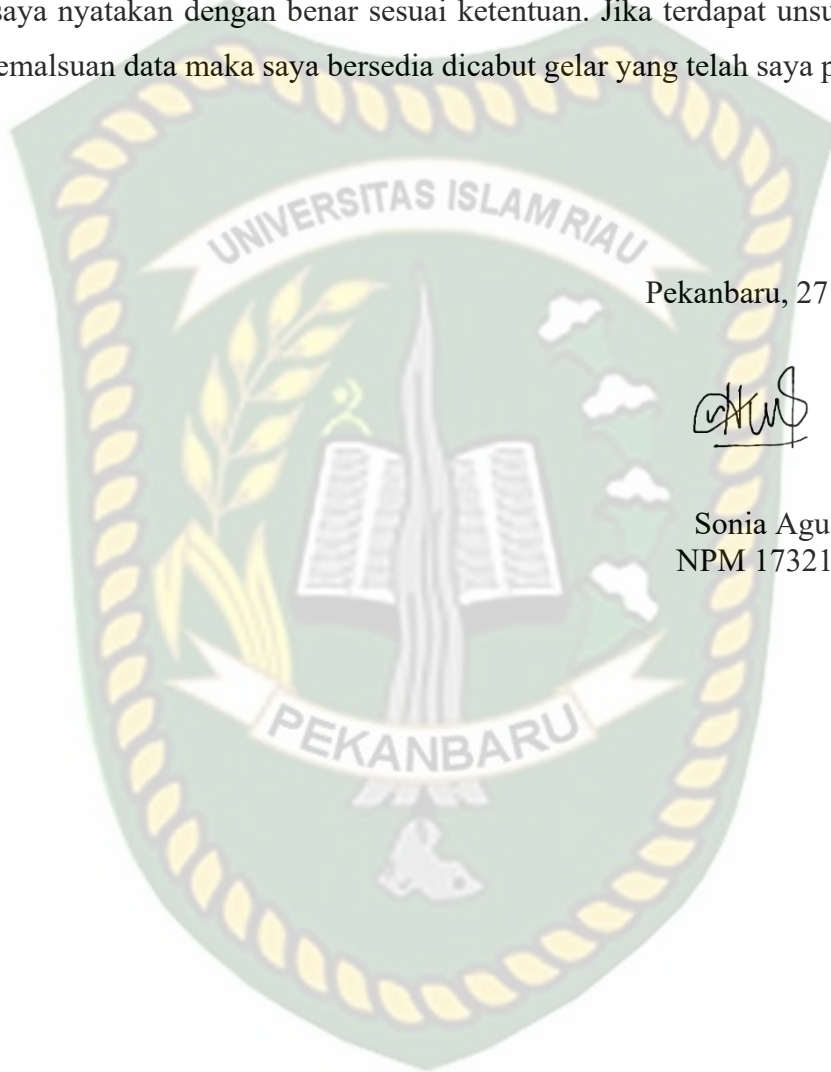 saya nyatakan dengan benar sesuai ketentuan. Jika terdapat unsu
emalsuan data maka saya bersedia dicabut gelar yang telah saya p
UNIVERSITAS ISLAM RIAU
Pekanbaru, 27
Sonia Agu
NPM 17321
PEKANBARU